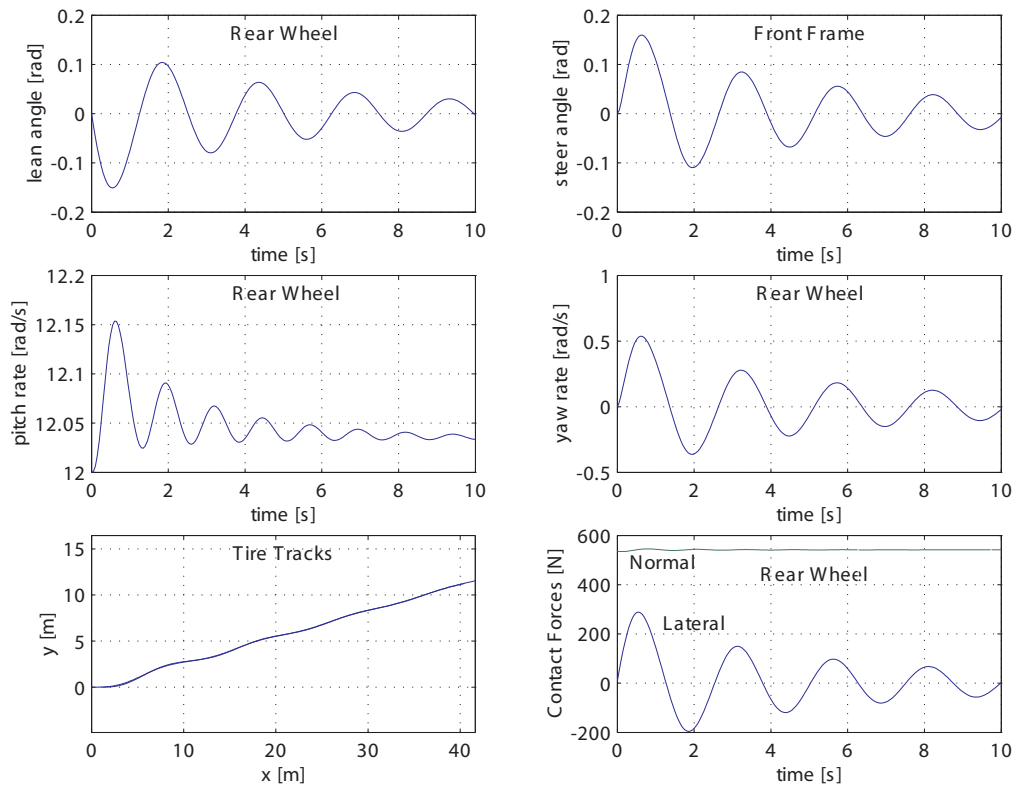 Rear Wheel
lean angle [rad]
0.2
0.1
0
-0.1
-0.2
0 2 4 6 8 10
time [s]
Front Frame
steer angle [rad]
0.2
0.1
0
-0.1
-0.2
0 2 4 6 8 10
time [s]
Rear Wheel
pitch rate [rad/s]
12.2
12.15
12.1
12.05
12
0 2 4 6 8 10
time [s]
Rear Wheel
yaw rate [rad/s]
1
0.5
0
-0.5
0 2 4 6 8 10
time [s]
Tire Tracks
y [m]
15
10
5
0
0 10 20 30 40
x [m]
Contact Forces [N]
600
400
200
0
-200
Normal
Rear Wheel
Lateral
0 2 4 6 8 10
time [s]